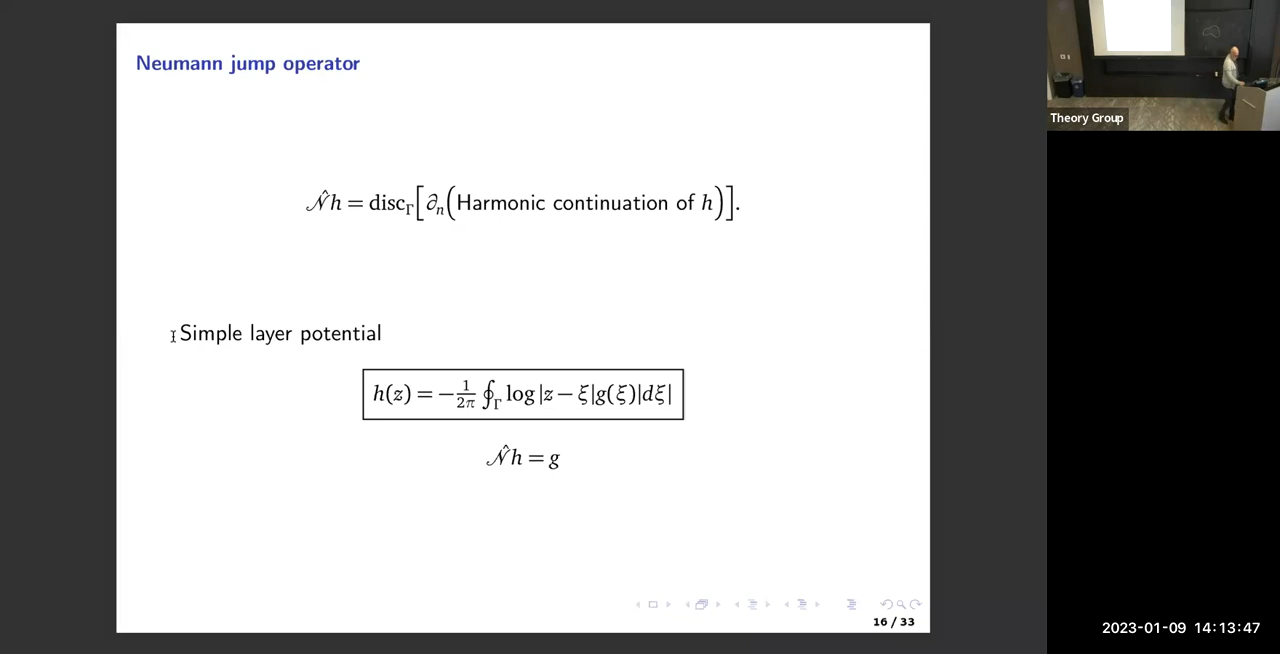 Neumann jump operator
𝒩̂h = disc_Γ[∂ₙ(Harmonic continuation of h)].
Simple layer potential
h(z) = −1/2π ∮_Γ log|z − ξ|g(ξ)|dξ|
𝒩̂h = g
16 / 33
Theory Group
2023-01-09 14:13:47